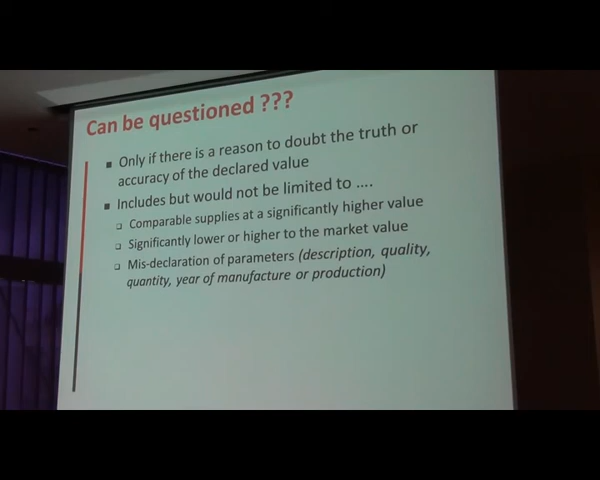 Can be questioned ???
Only if there is a reason to doubt the truth or
accuracy of the declared value
Includes but would not be limited to ....
Comparable supplies at a significantly higher value
Significantly lower or higher to the market value
Mis-declaration of parameters (description, quality,
quantity, year of manufacture or production)